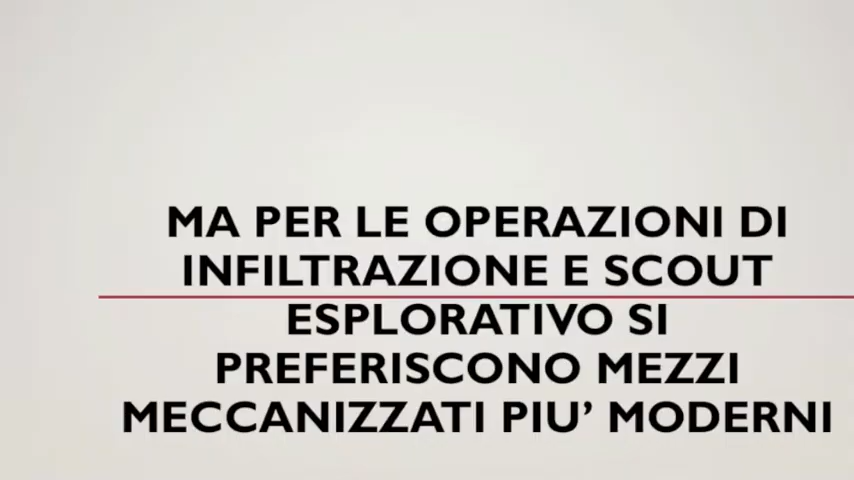 MA PER LE OPERAZIONI DI
INFILTRAZIONE E SCOUT
ESPLORATIVO SI
PREFERISCONO MEZZI
MECCANIZZATI PIU’ MODERNI